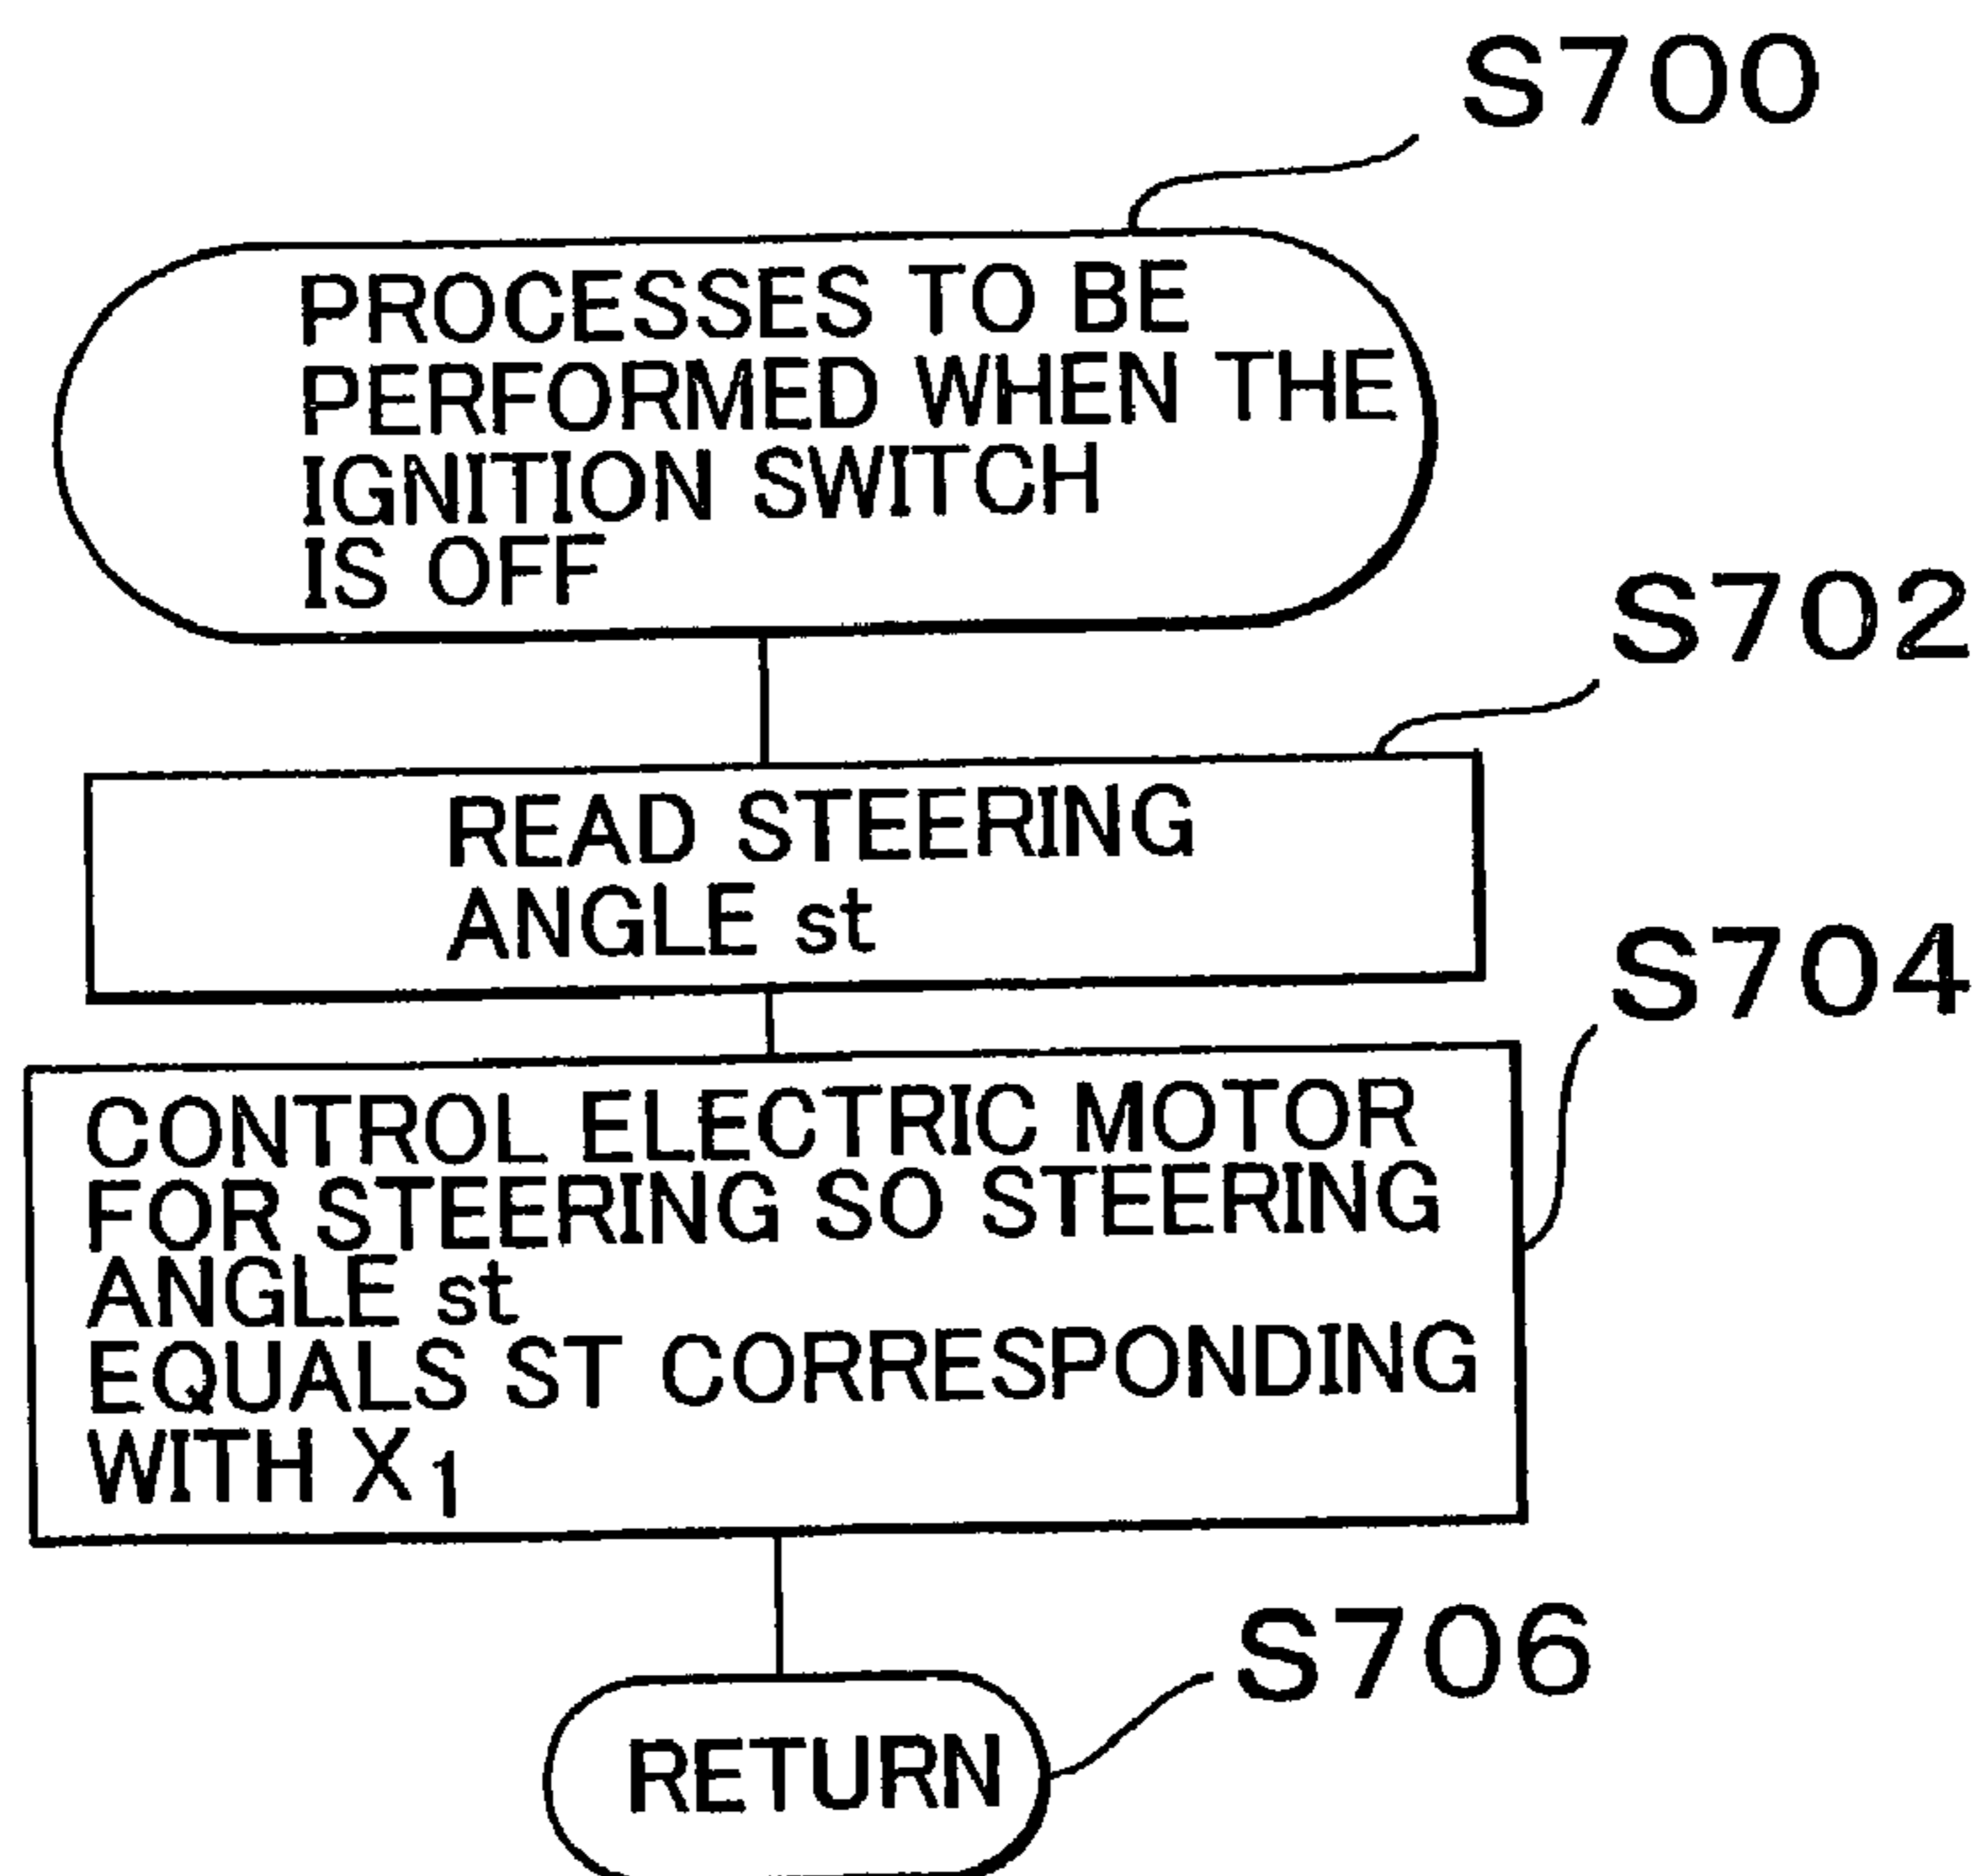 S700
PROCESSES TO BE
PERFORMED WHEN THE
IGNITION SWITCH
IS OFF
S702
READ STEERING
ANGLE st
S704
CONTROL ELECTRIC MOTOR
FOR STEERING SO STEERING
ANGLE st
EQUALS ST CORRESPONDING
WITH X1
S706
RETURN